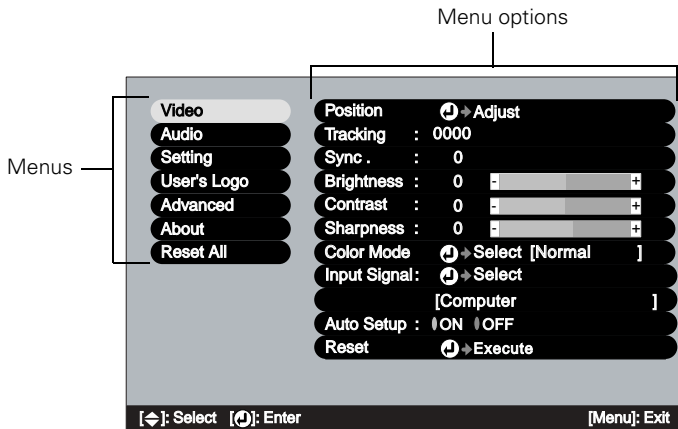 Menu options
Menus
Video
Audio
Setting
User's Logo
Advanced
About
Reset All
Position Adjust
Tracking : 0000
Sync . : 0
Brightness : 0 - +
Contrast : 0 - +
Sharpness : 0 - +
Color Mode Select [Normal ]
Input Signal: Select
[Computer ]
Auto Setup : ON OFF
Reset Execute
[ ]: Select [ ]: Enter [Menu]: Exit